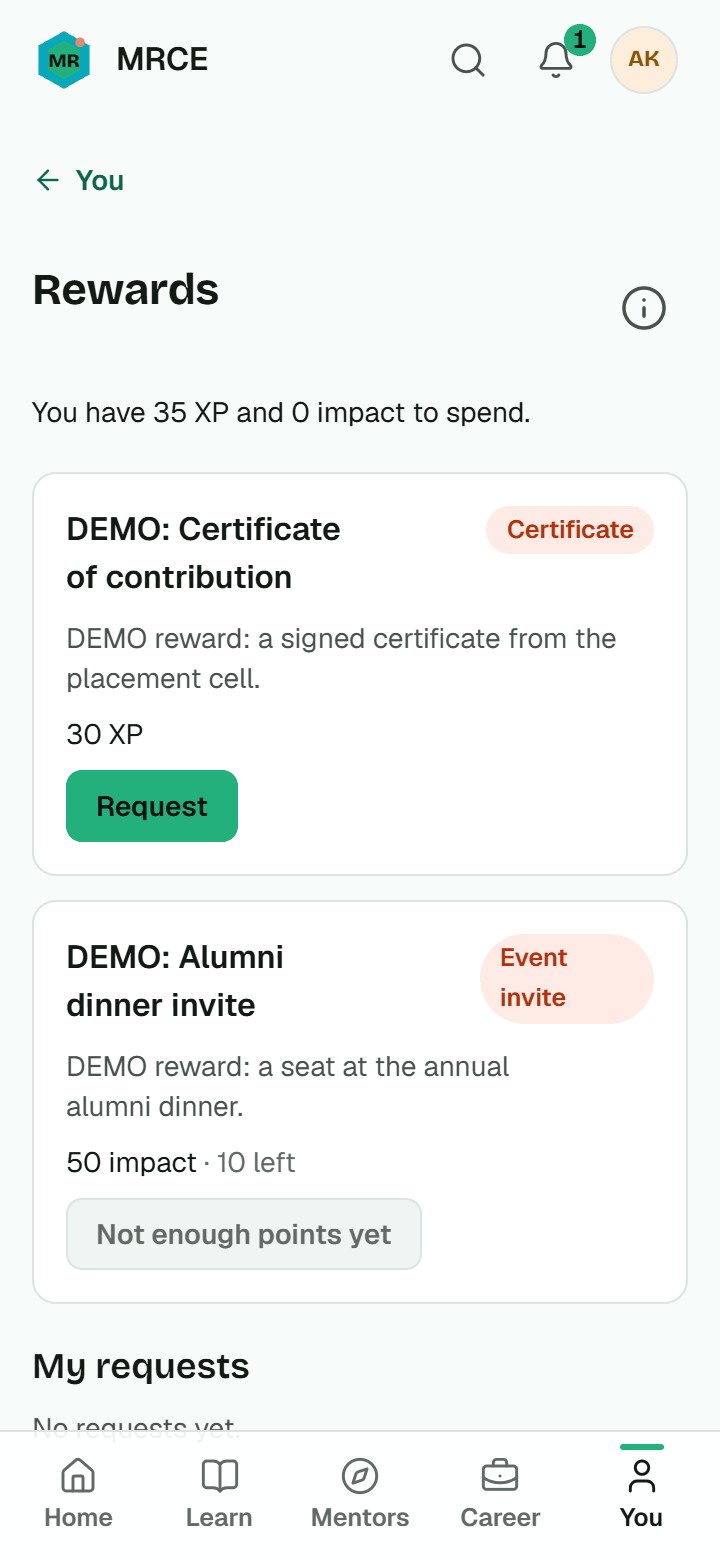 MR
MRCE
1
AK
You
Rewards
You have 35 XP and 0 impact to spend.
DEMO: Certificate
of contribution
Certificate
DEMO reward: a signed certificate from the
placement cell.
30 XP
Request
DEMO: Alumni
dinner invite
Event
invite
DEMO reward: a seat at the annual
alumni dinner.
50 impact · 10 left
Not enough points yet
My requests
No requests yet.
Home
Learn
Mentors
Career
You